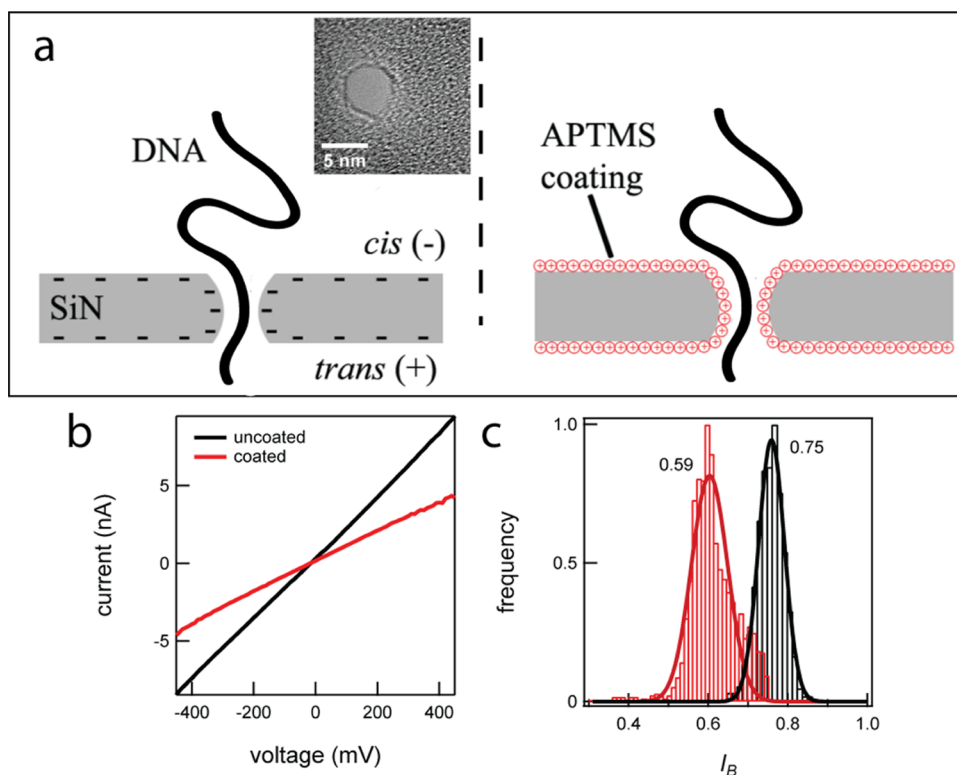 a
DNA
5 nm
cis (-)
SiN
trans (+)
APTMS
coating
b
uncoated
coated
current (nA)
5
0
-5
-400
-200
0
200
400
voltage (mV)
c
0.59
0.75
frequency
1.0
0.5
0
0.4
0.6
0.8
1.0
I_B